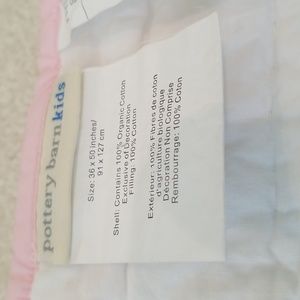 pottery barn kids
Size: 36 x 50 inches/
91 x 127 cm
Shell: Contains 100% Organic Cotton
Exclusive of Decoration
Filling: 100% Cotton
Extérieur: 100% Fibres de coton
d'agriculture biologique
Décoration Non Comprise
Rembourrage: 100% Coton